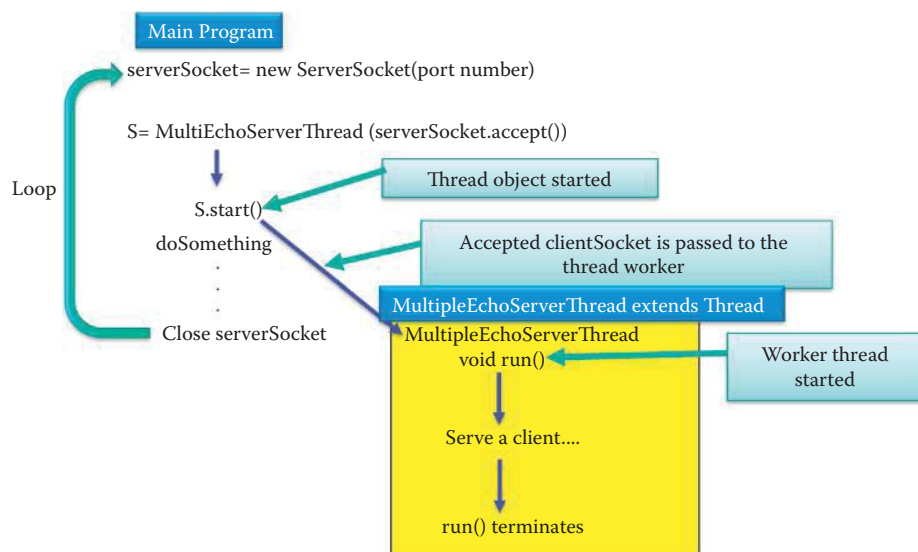 Main Program
serverSocket= new ServerSocket(port number)
S= MultiEchoServerThread (serverSocket.accept())
Loop
Thread object started
S.start()
doSomething
Accepted clientSocket is passed to the
thread worker
MultipleEchoServerThread extends Thread
Close serverSocket
MultipleEchoServerThread
void run()
Worker thread
started
Serve a client....
run() terminates